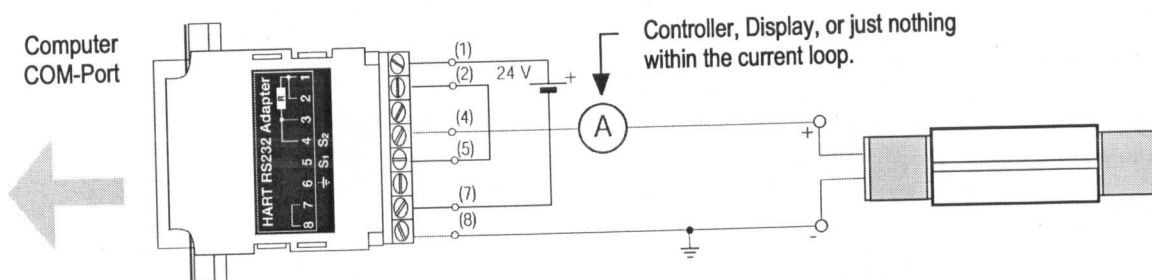 Computer
COM-Port
Controller, Display, or just nothing
within the current loop.
HART RS232 Adapter
R
1
2
3
4
5
6
7
8
S2
S1
(1)
(2)
(4)
(5)
(7)
(8)
24 V
+
A
+
-